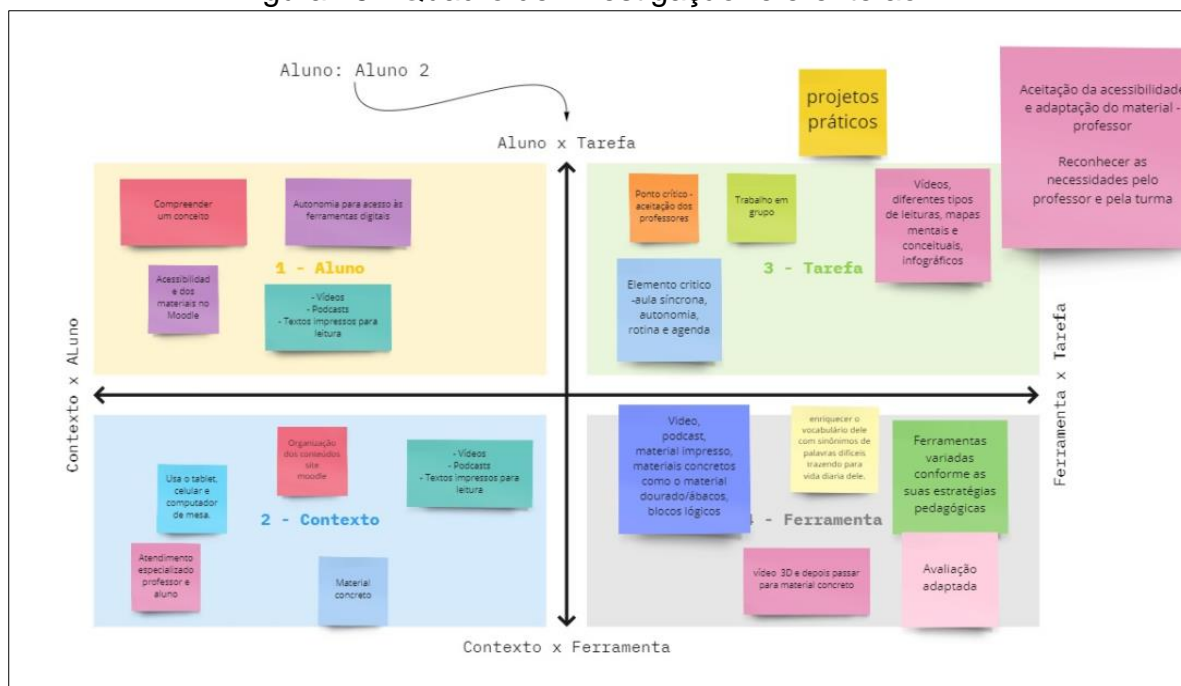 Aluno: Aluno 2
Aluno x Tarefa
projetos
práticos
Aceitação da acessibilidade
e adaptação do material -
professor
Reconhecer as
necessidades pelo
professor e pela turma
Compreender
um conceito
Autonomia para acesso às
ferramentas digitais
1 - Aluno
Acessibilidad
e dos
materiais no
Moodle
- Vídeos
- Podcasts
- Textos impressos para
leitura
Ponto crítico -
aceitação dos
professores
Trabalho em
grupo
Vídeos,
diferentes tipos
de leituras, mapas
mentais e
conceituais,
infográficos
3 - Tarefa
Elemento critico
-aula síncrona,
autonomia,
rotina e agenda
Contexto x ALuno
Ferramenta x Tarefa
Organização
dos conteúdos
site
moodle
- Vídeos
- Podcasts
- Textos impressos para
leitura
Usa o tablet,
celular e
computador
de mesa.
2 - Contexto
Atendimento
especializado
professor e
aluno
Material
concreto
Video,
podcast,
material impresso,
materiais concretos
como o material
dourado/ábacos,
blocos lógicos
enriquecer o
vocabulário dele
com sinônimos de
palavras dificeis
trazendo para
vida diaria dele.
Ferramentas
variadas
conforme as
suas estratégias
pedagógicas
4 - Ferramenta
vídeo 3D e depois passar
para material concreto
Avaliação
adaptada
Contexto x Ferramenta